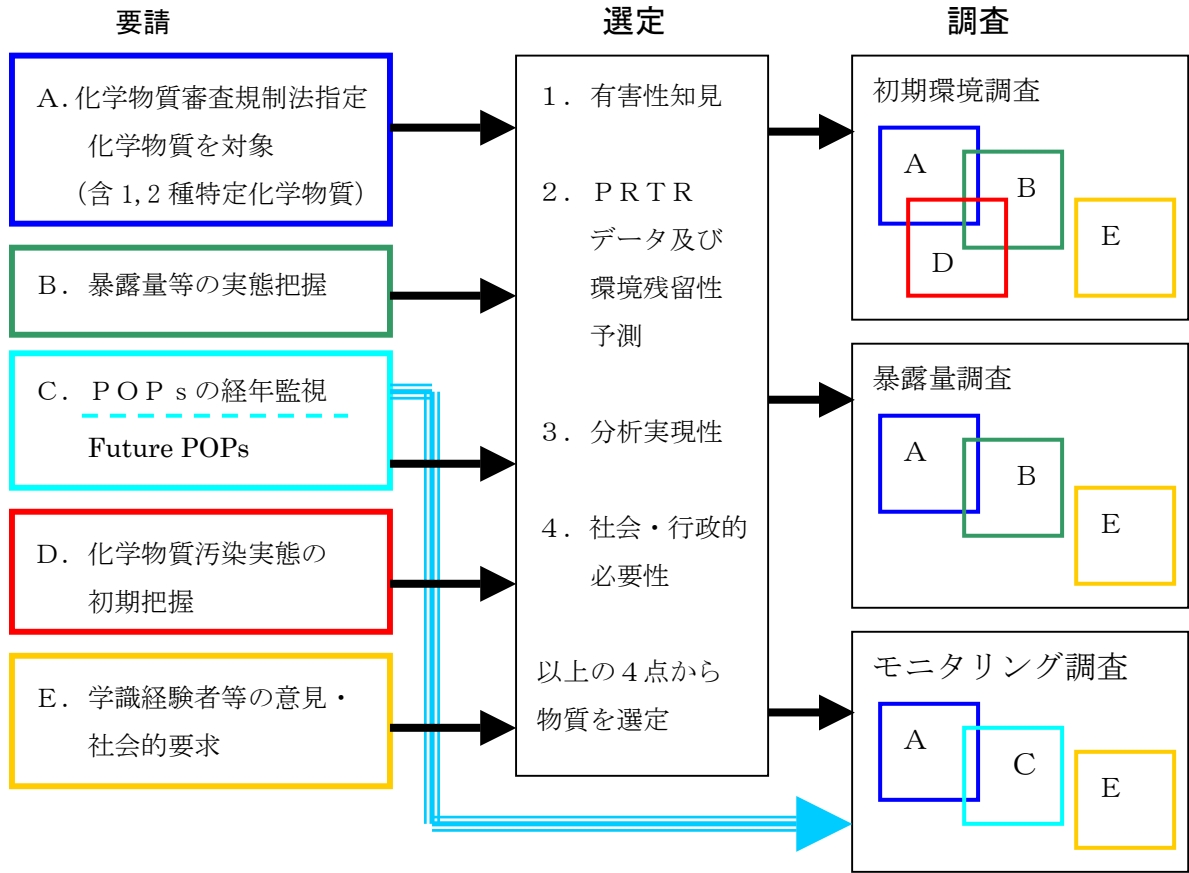 要請
選定
調査
A.化学物質審査規制法指定
化学物質を対象
(含1,2種特定化学物質)
B.暴露量等の実態把握
C.POPsの経年監視
Future POPs
D.化学物質汚染実態の
初期把握
E.学識経験者等の意見・
社会的要求
1.有害性知見
2.PRTR
データ及び
環境残留性
予測
3.分析実現性
4.社会・行政的
必要性
以上の4点から
物質を選定
初期環境調査
A
B
D
E
暴露量調査
A
B
E
モニタリング調査
A
C
E